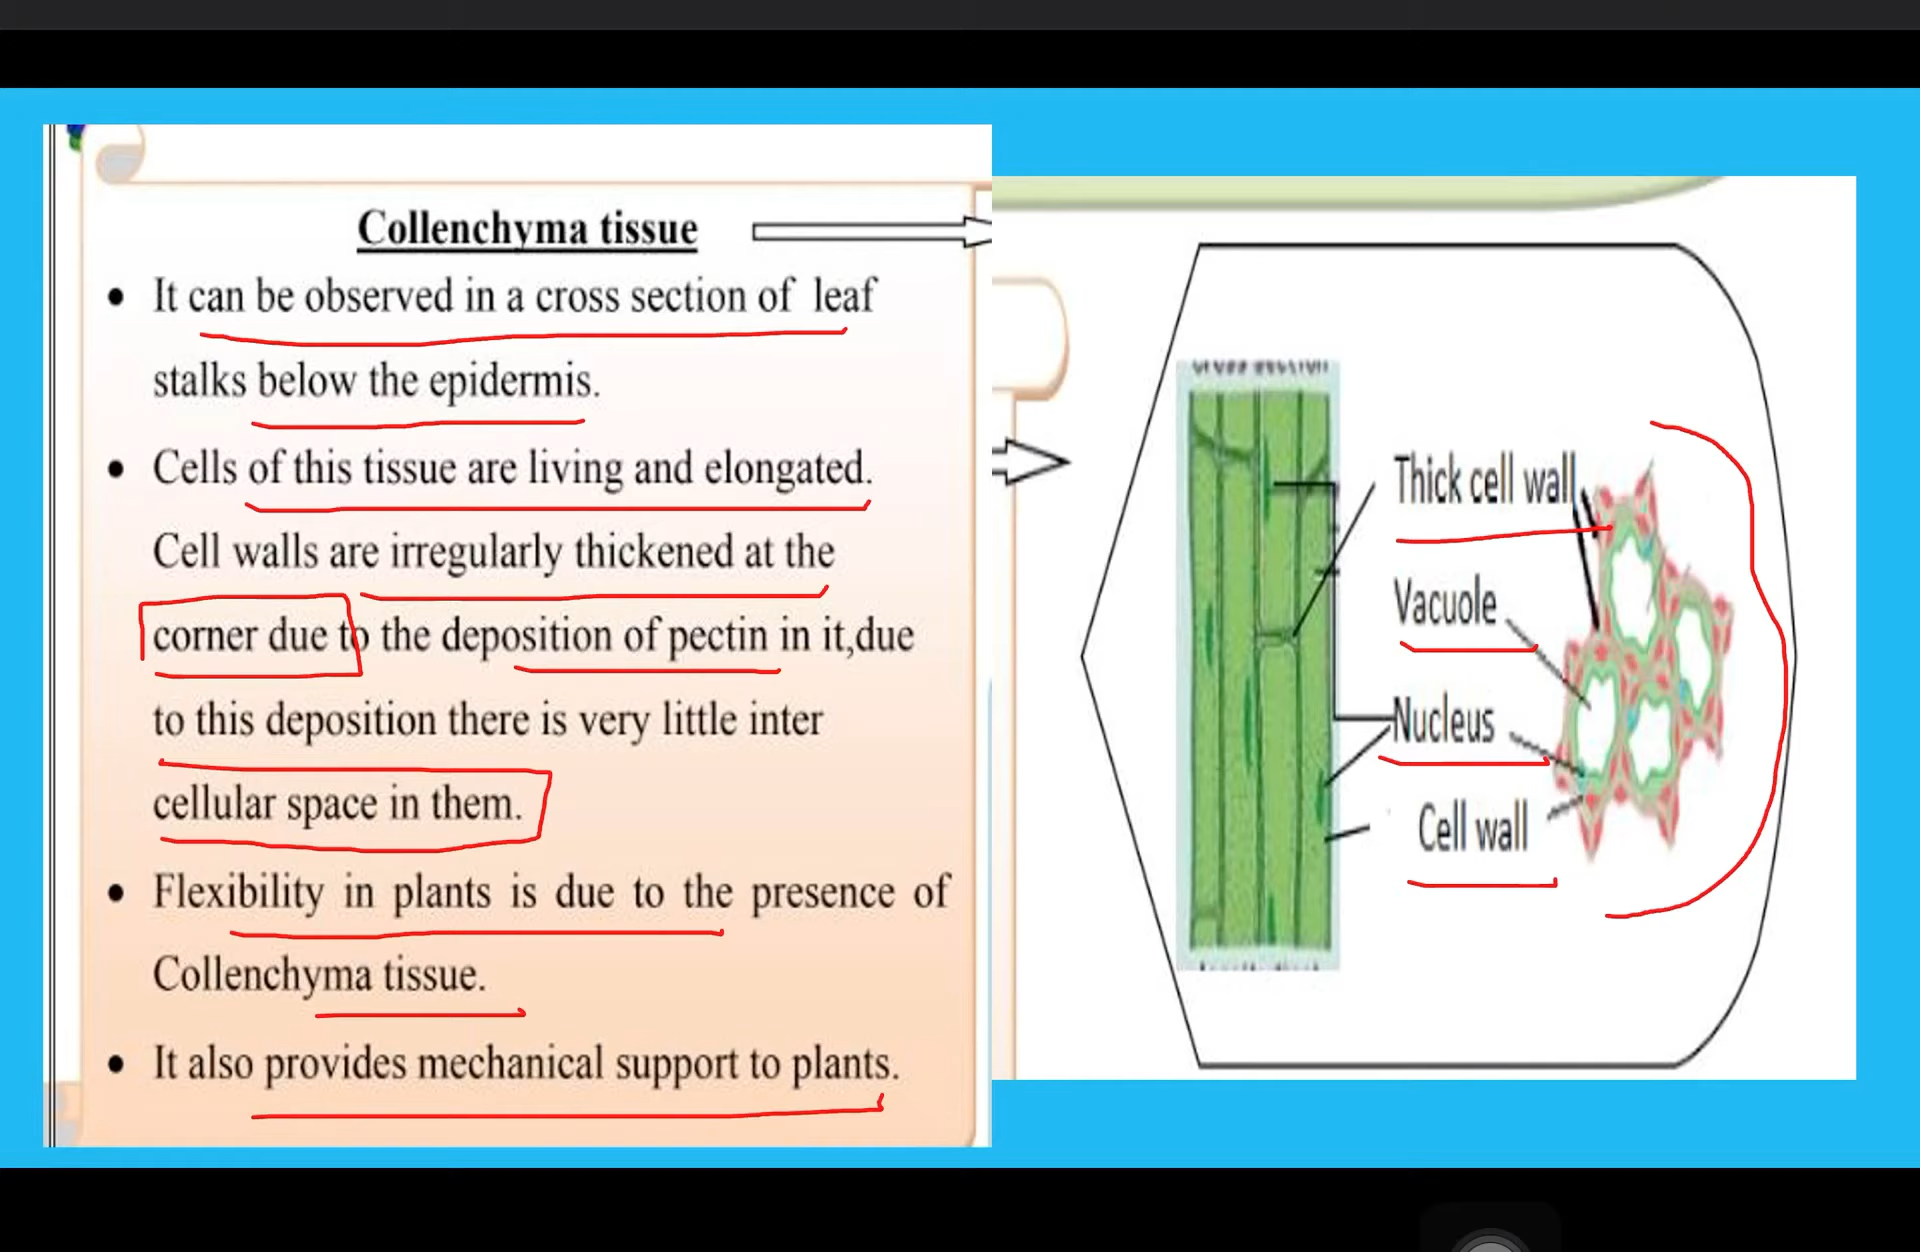 Collenchyma tissue
• It can be observed in a cross section of leaf
stalks below the epidermis.
• Cells of this tissue are living and elongated.
Cell walls are irregularly thickened at the
corner due to the deposition of pectin in it,due
to this deposition there is very little inter
cellular space in them.
• Flexibility in plants is due to the presence of
Collenchyma tissue.
• It also provides mechanical support to plants.
Thick cell wall
Vacuole
Nucleus
Cell wall